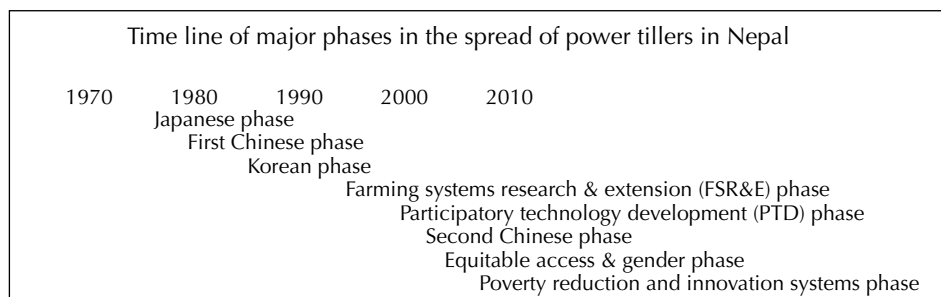 Time line of major phases in the spread of power tillers in Nepal
1970 1980 1990 2000 2010
Japanese phase
First Chinese phase
Korean phase
Farming systems research & extension (FSR&E) phase
Participatory technology development (PTD) phase
Second Chinese phase
Equitable access & gender phase
Poverty reduction and innovation systems phase